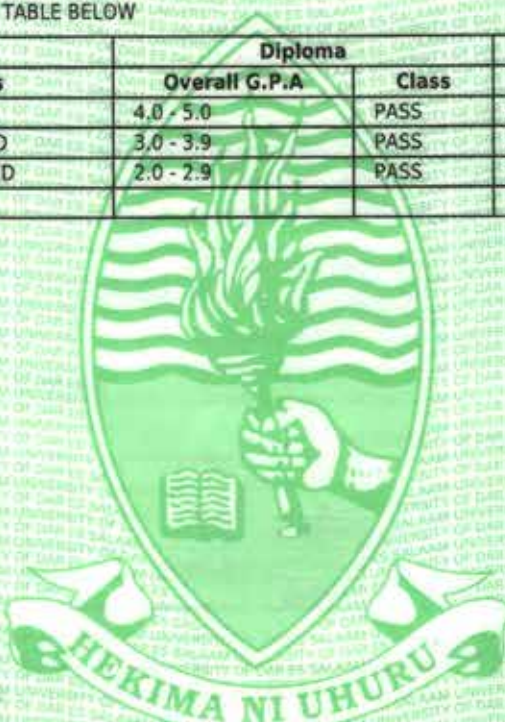 TABLE BELOW
Diploma
s Overall G.P.A Class
4.0 - 5.0 PASS
D 3.0 - 3.9 PASS
D 2.0 - 2.9 PASS
HEKIMA NI UHURU